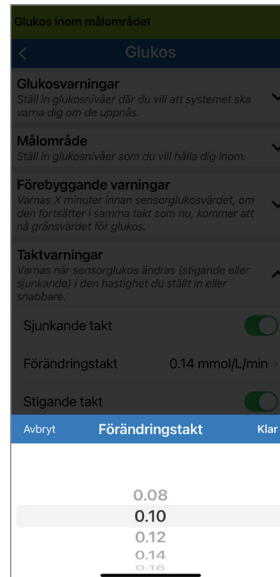 Glukos inom målområdet
Glukos
Glukosvarningar
Ställ in glukosnivåer där du vill att systemet ska
varna dig om de uppnås.
Målområde
Ställ in glukosnivåer som du vill hålla dig inom.
Förebyggande varningar
Varnas X minuter innan sensorglukosvärdet, om
den fortsätter i samma takt som nu, kommer att
nå gränsvärdet för glukos.
Taktvarningar
Varnas när sensorglukos ändras (stigande eller
sjunkande) i den hastighet du ställt in eller
snabbare.
Sjunkande takt
Förändringstakt 0.14 mmol/L/min
Stigande takt
Avbryt Förändringstakt Klar
0.08
0.10
0.12
0.14
0.16